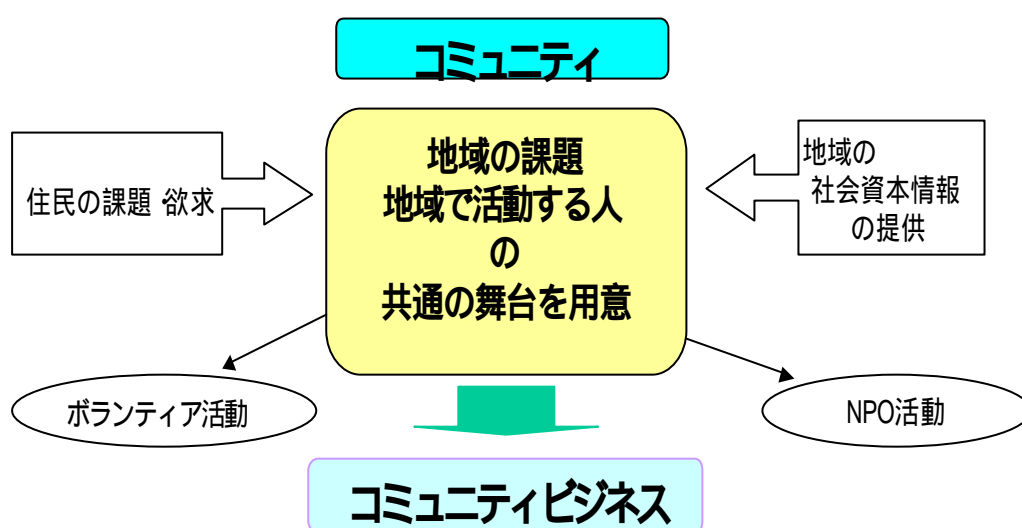 コミュニティ
地域の課題
地域で活動する人
の
共通の舞台を用意
住民の課題・欲求
地域の
社会資本情報
の提供
ボランティア活動
NPO活動
コミュニティビジネス